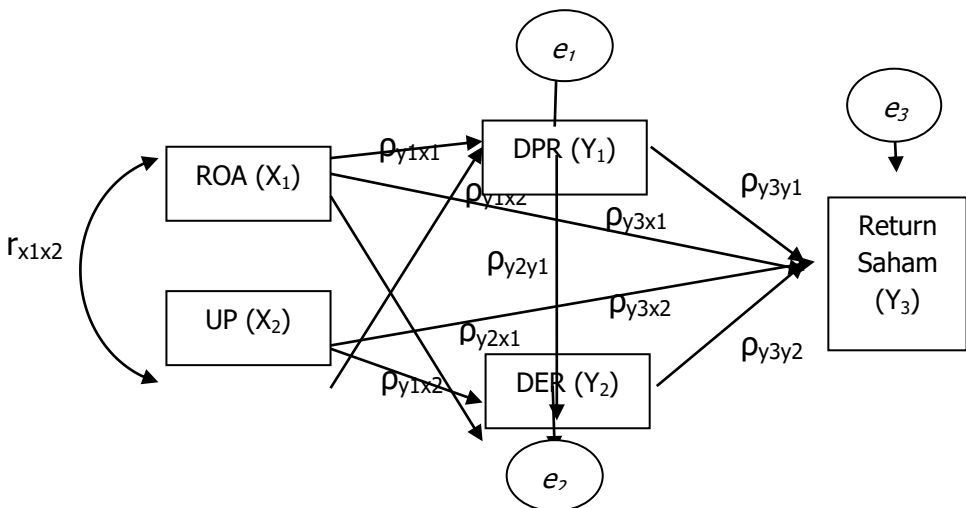 e₁
e₃
DPR (Y₁)
ρy1x1
ROA (X₁)
ρy1x2
ρy3y1
ρy3x1
Return
Saham
(Y₃)
rx1x2
ρy2y1
UP (X₂)
ρy3x2
ρy2x1
ρy3y2
ρy1x2
DER (Y₂)
e₂